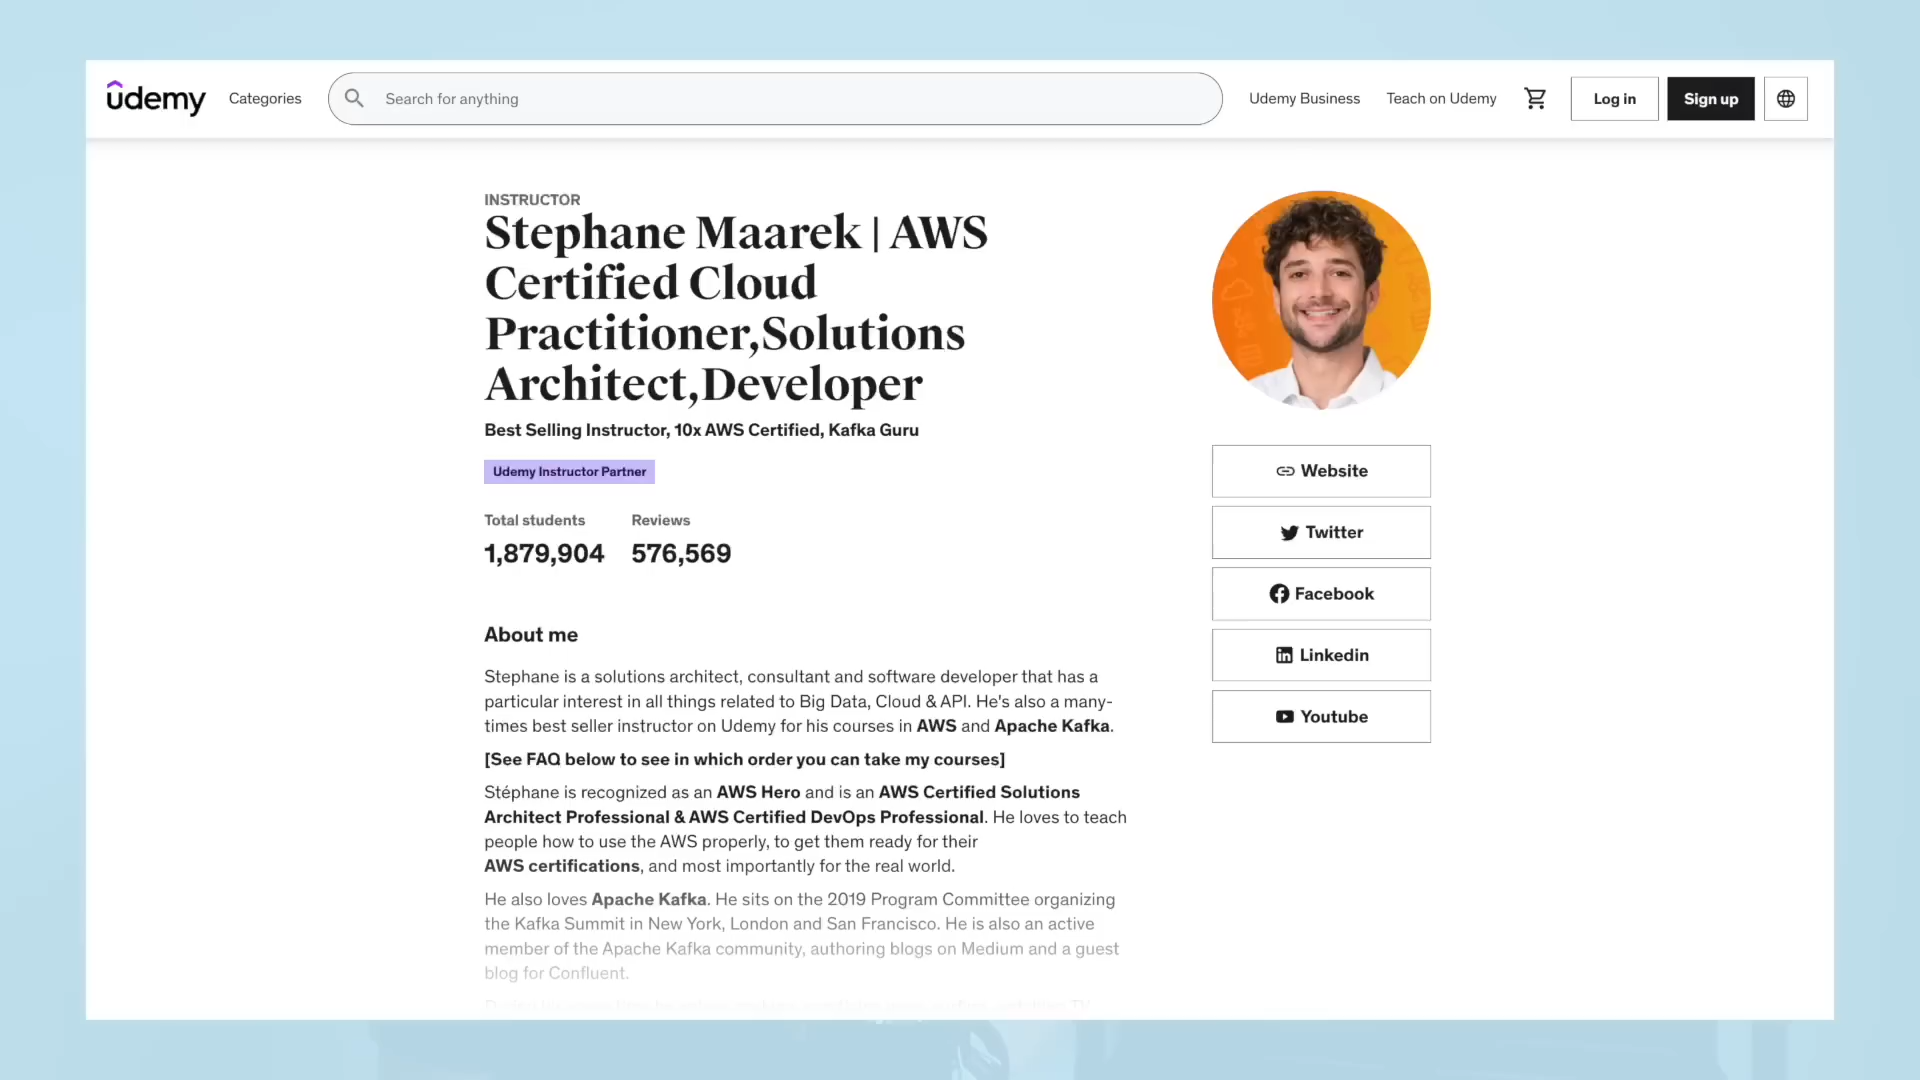 udemy
Categories
Search for anything
Udemy Business
Teach on Udemy
Log in
Sign up
INSTRUCTOR
Stephane Maarek | AWS
Certified Cloud
Practitioner,Solutions
Architect,Developer
Best Selling Instructor, 10x AWS Certified, Kafka Guru
Udemy Instructor Partner
Total students
Reviews
1,879,904
576,569
About me
Stephane is a solutions architect, consultant and software developer that has a
particular interest in all things related to Big Data, Cloud & API. He's also a many-
times best seller instructor on Udemy for his courses in AWS and Apache Kafka.
[See FAQ below to see in which order you can take my courses]
Stéphane is recognized as an AWS Hero and is an AWS Certified Solutions
Architect Professional & AWS Certified DevOps Professional. He loves to teach
people how to use the AWS properly, to get them ready for their
AWS certifications, and most importantly for the real world.
He also loves Apache Kafka. He sits on the 2019 Program Committee organizing
the Kafka Summit in New York, London and San Francisco. He is also an active
member of the Apache Kafka community, authoring blogs on Medium and a guest
blog for Confluent.
Website
Twitter
Facebook
Linkedin
Youtube